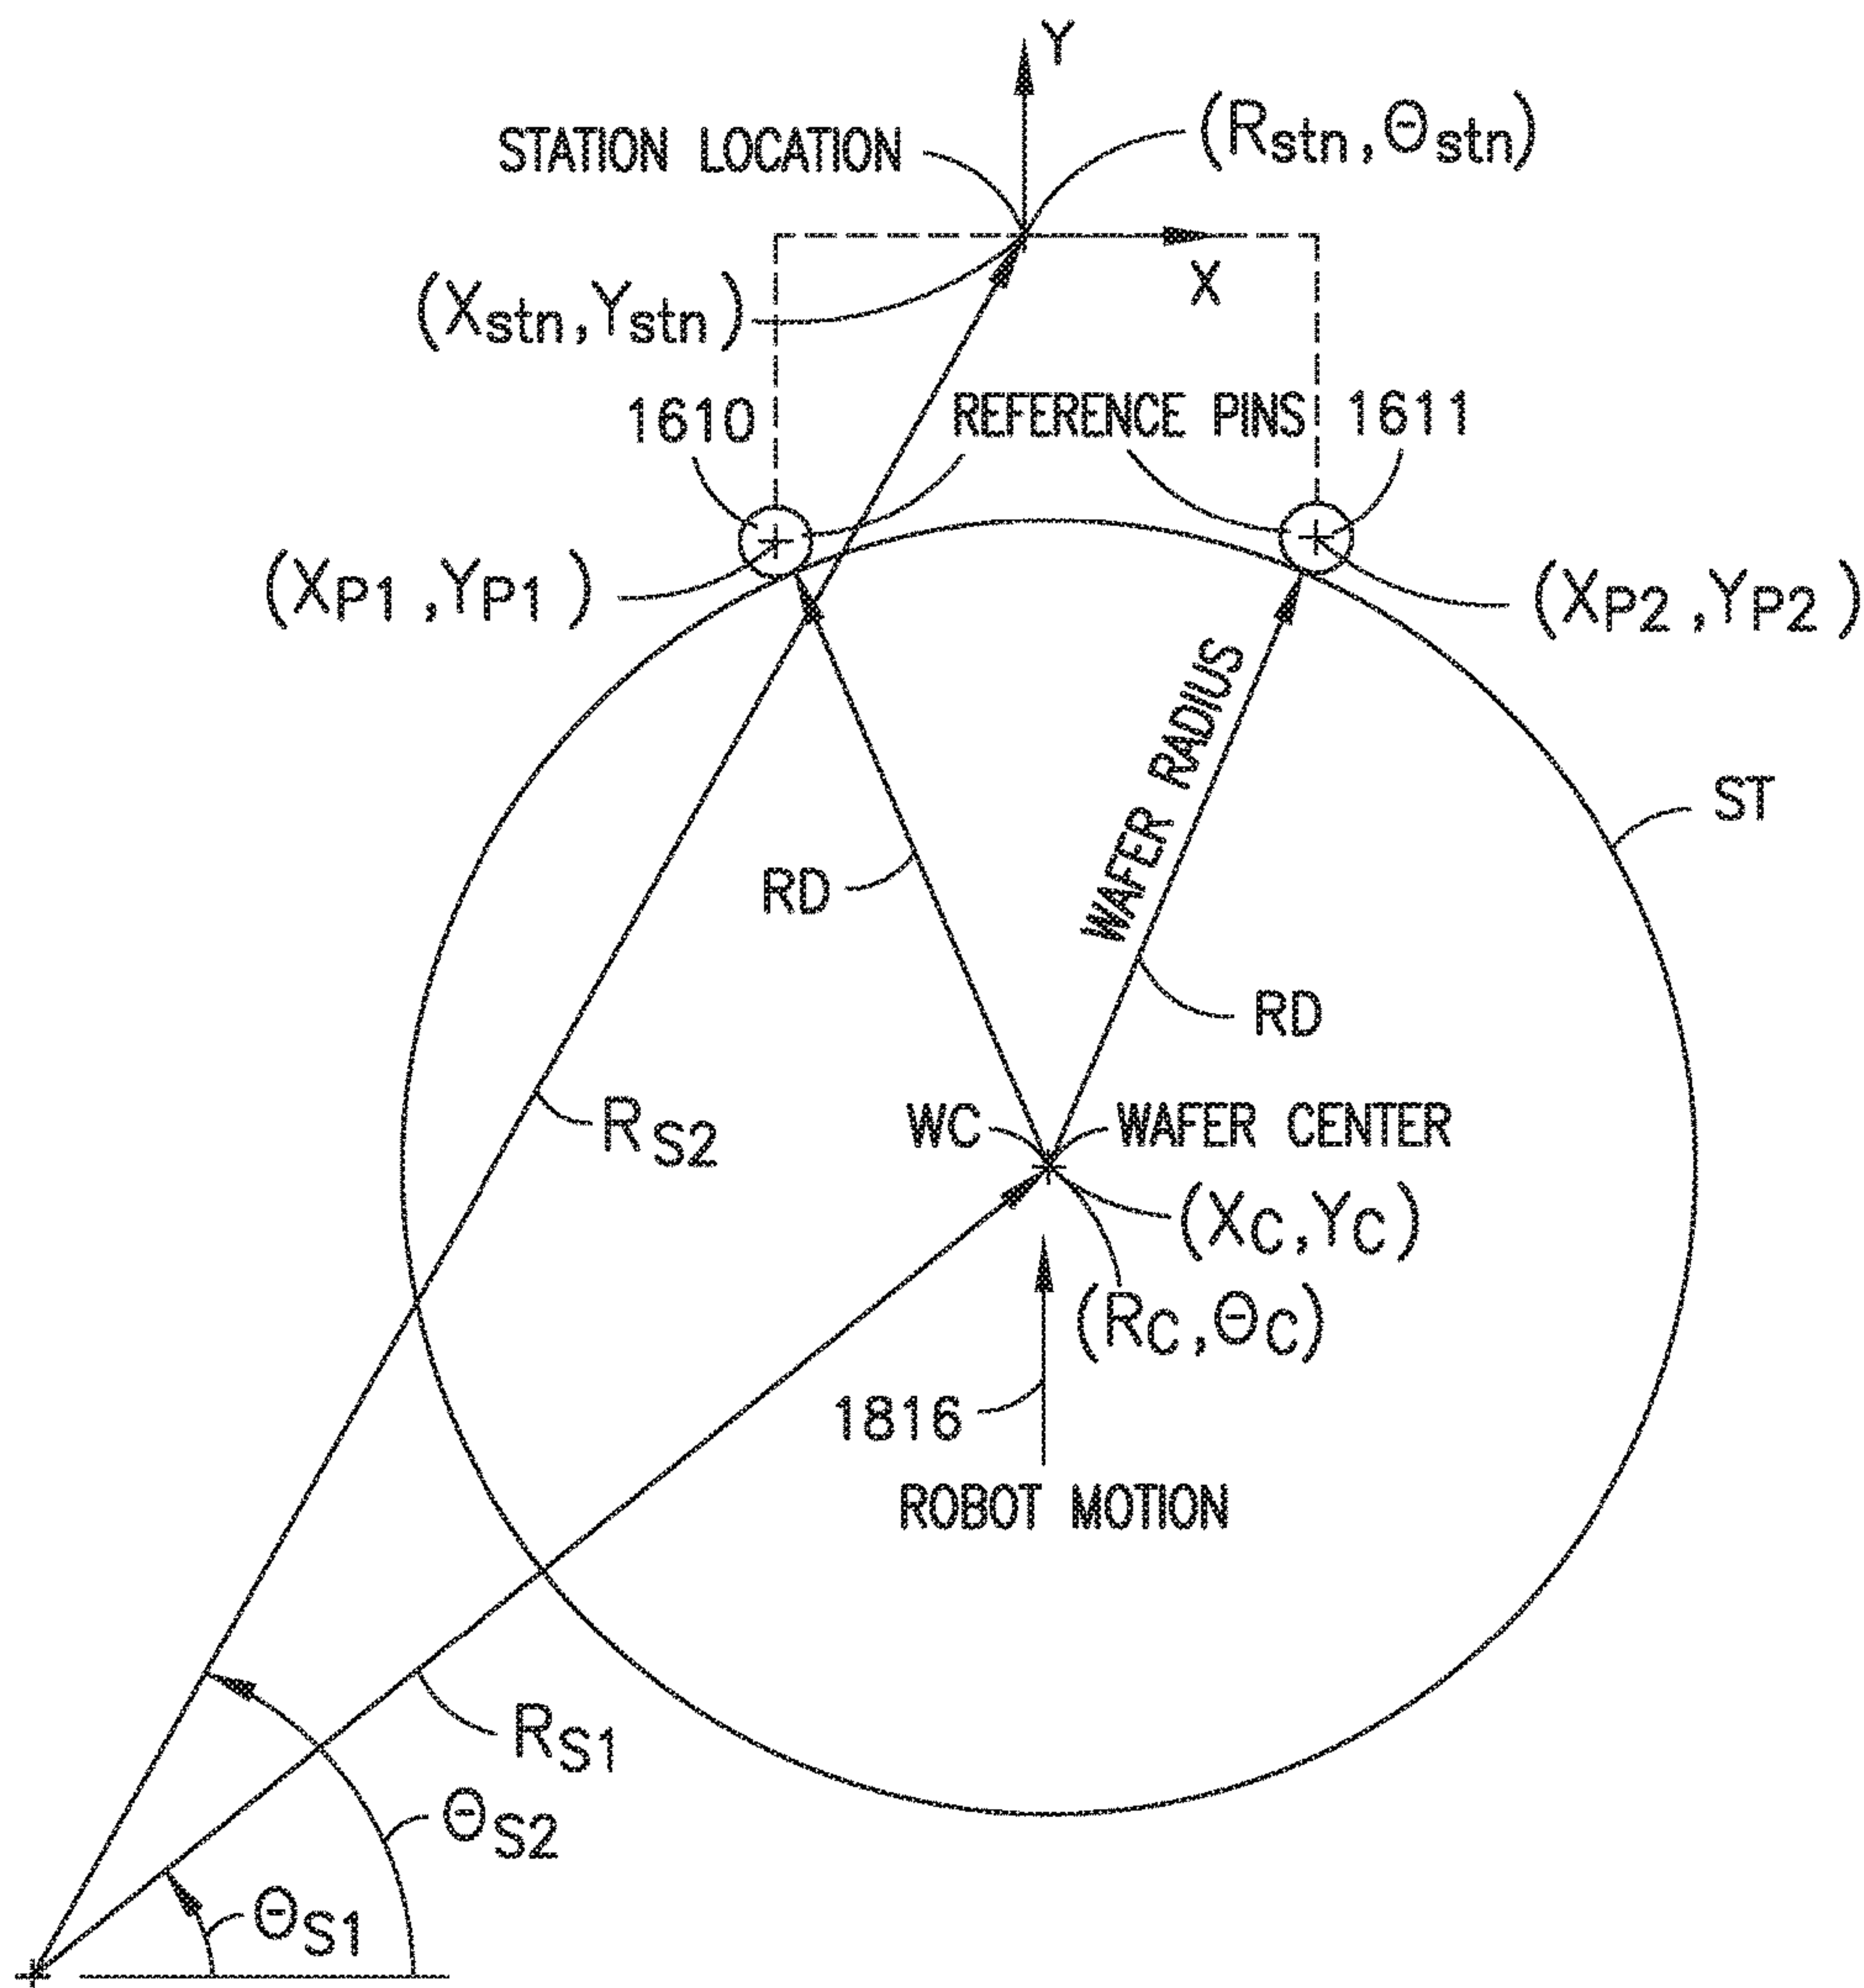 Y
STATION LOCATION
(Rstn,Θstn)
X
(Xstn,Ystn)
1610
REFERENCE PINS
1611
(XP1,YP1)
(XP2,YP2)
WAFER RADIUS
ST
RD
RD
RS2
WC
WAFER CENTER
(XC,YC)
(RC,ΘC)
1816
ROBOT MOTION
RS1
ΘS2
ΘS1